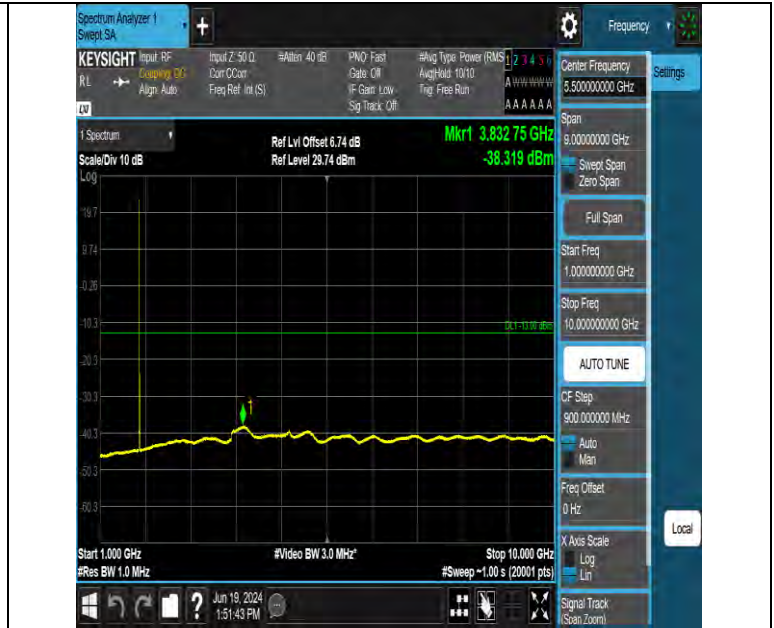 Spectrum Analyzer 1
Swept SA
+
Frequency
KEYSIGHT
RL
Input: RF
Coupling: DC
Align: Auto
Input Z: 50 Ω
Corr CCorr
Freq Ref: Int (S)
#Atten: 40 dB
PNO: Fast
Gate: Off
IF Gain: Low
Sig Track: Off
#Avg Type: Power (RMS
Avg|Hold: 10/10
Trig: Free Run
1 2 3 4 5 6
A W W W W W
A A A A A A
LV
1 Spectrum
Scale/Div 10 dB
Log
Ref Lvl Offset 6.74 dB
Ref Level 29.74 dBm
Mkr1 3.832 75 GHz
-38.319 dBm
19.7
9.74
-0.26
-10.3
DL1 -13.00 dBm
-20.3
-30.3
1
-40.3
-50.3
-60.3
Start 1.000 GHz
#Res BW 1.0 MHz
#Video BW 3.0 MHz*
Stop 10.000 GHz
#Sweep ~1.00 s (20001 pts)
Jun 19, 2024
1:51:43 PM
?
Center Frequency
5.500000000 GHz
Span
9.00000000 GHz
Swept Span
Zero Span
Full Span
Start Freq
1.000000000 GHz
Stop Freq
10.000000000 GHz
AUTO TUNE
CF Step
900.000000 MHz
Auto
Man
Freq Offset
0 Hz
X Axis Scale
Log
Lin
Signal Track
(Span Zoom)
Settings
Local